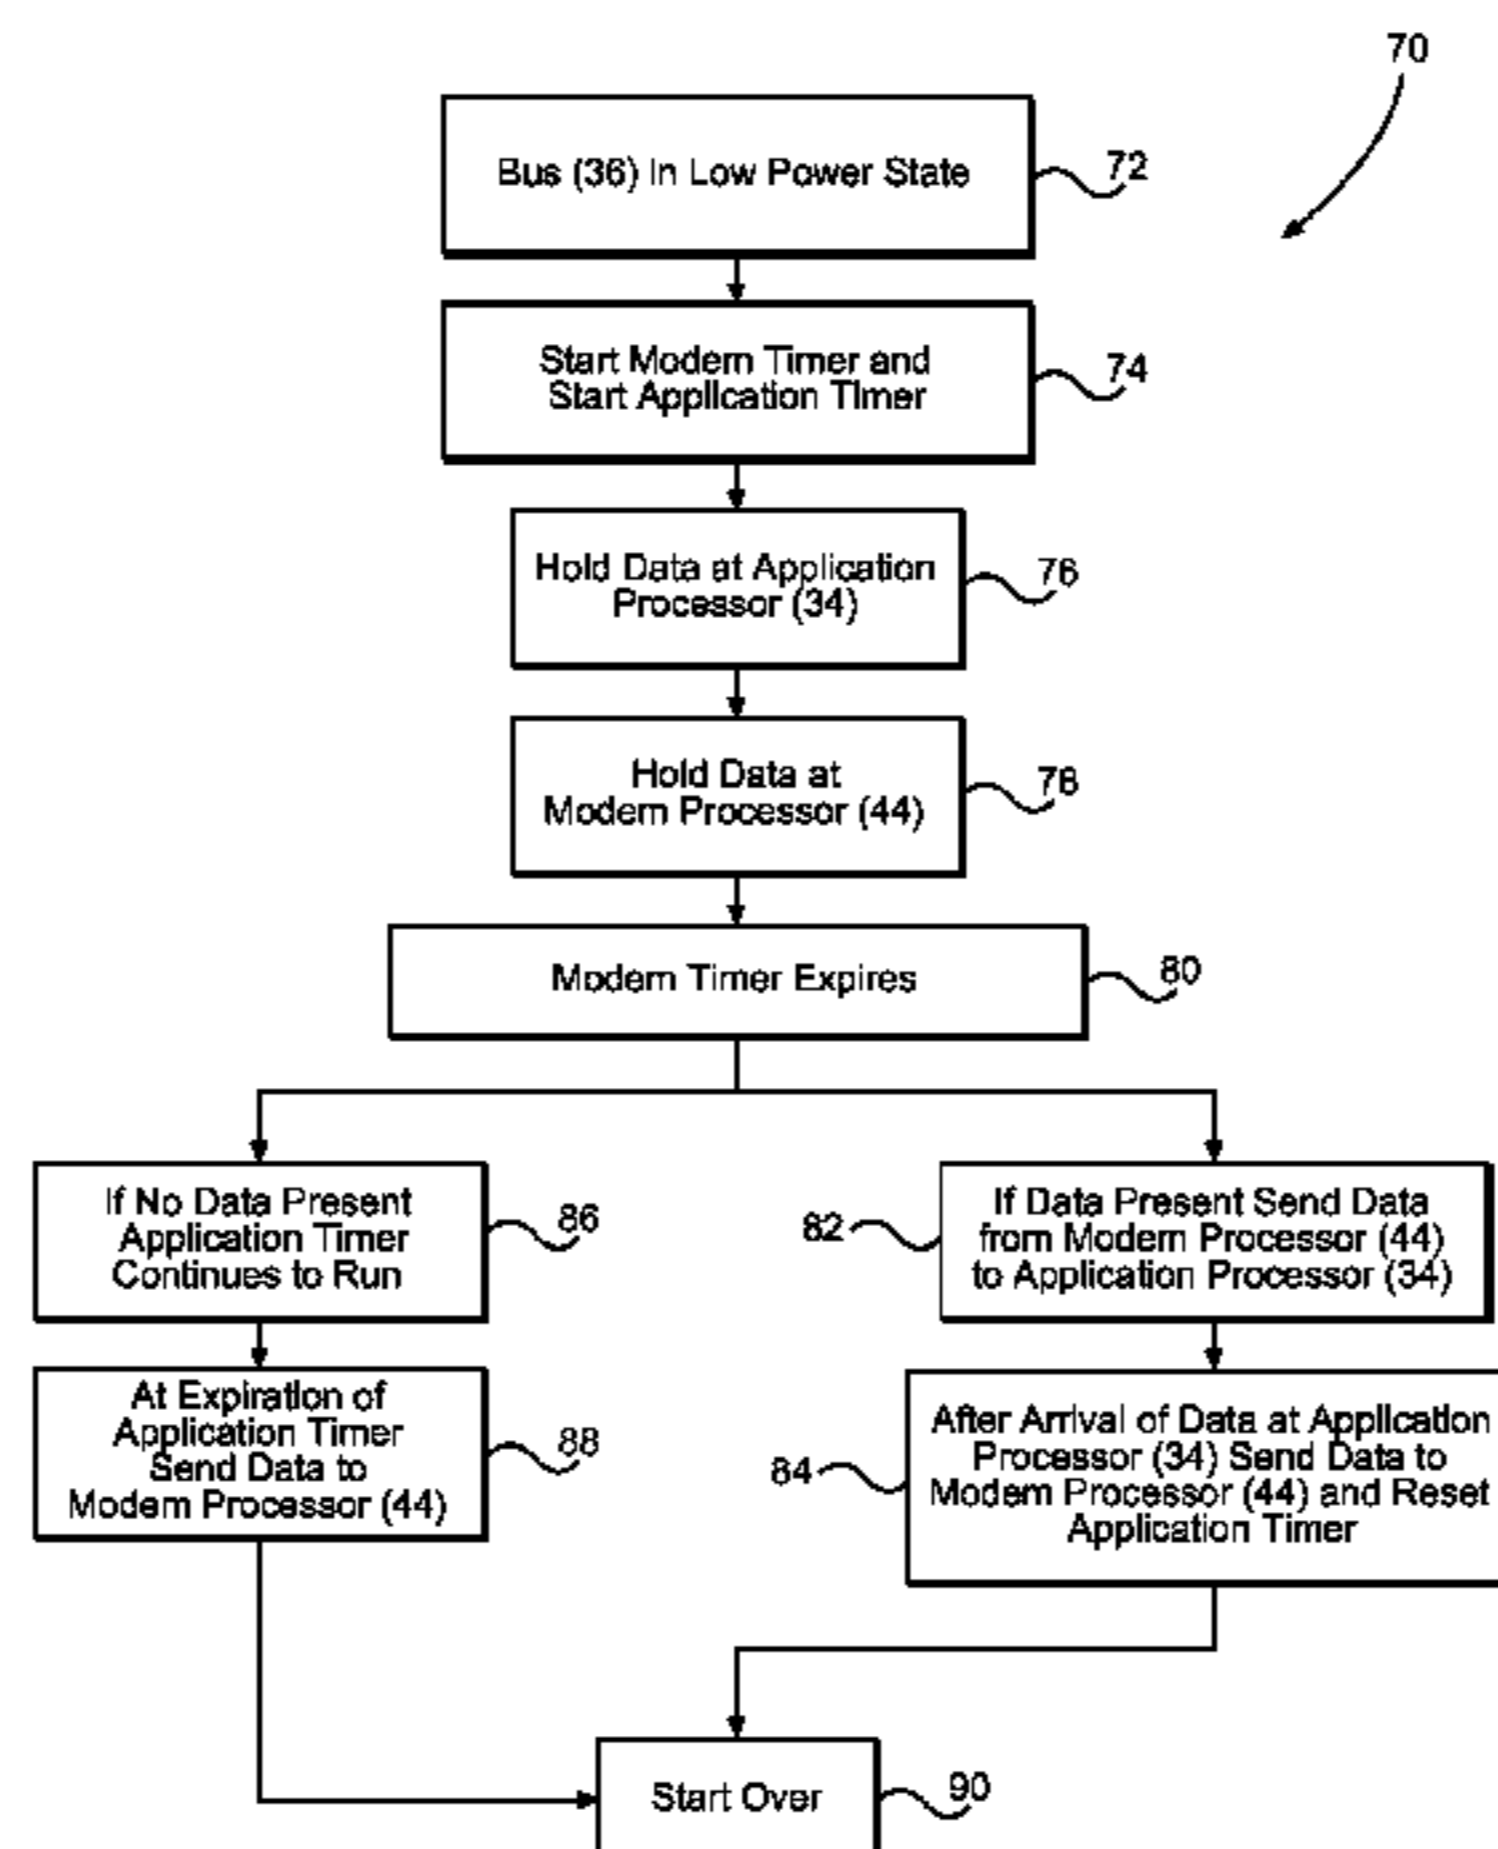 70
Bus (36) In Low Power State
72
Start Modem Timer and
Start Application Timer
74
Hold Data at Application
Processor (34)
76
Hold Data at
Modem Processor (44)
78
Modem Timer Expires
80
If No Data Present
Application Timer
Continues to Run
86
82
If Data Present Send Data
from Modem Processor (44)
to Application Processor (34)
At Expiration of
Application Timer
Send Data to
Modem Processor (44)
88
84
After Arrival of Data at Application
Processor (34) Send Data to
Modem Processor (44) and Reset
Application Timer
Start Over
90